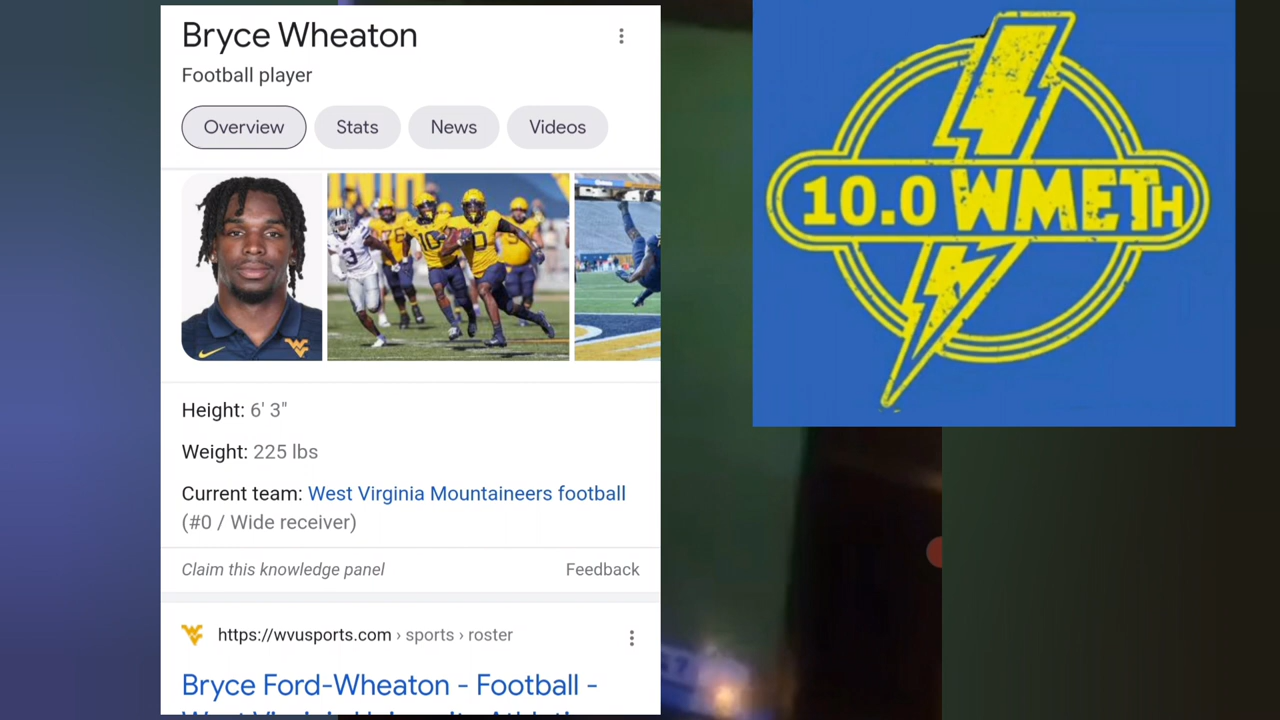 Bryce Wheaton
Football player
Overview Stats News Videos
Height: 6' 3"
Weight: 225 lbs
Current team: West Virginia Mountaineers football
(#0 / Wide receiver)
Claim this knowledge panel Feedback
https://wvusports.com › sports › roster
Bryce Ford-Wheaton - Football -
10.0 WMETH